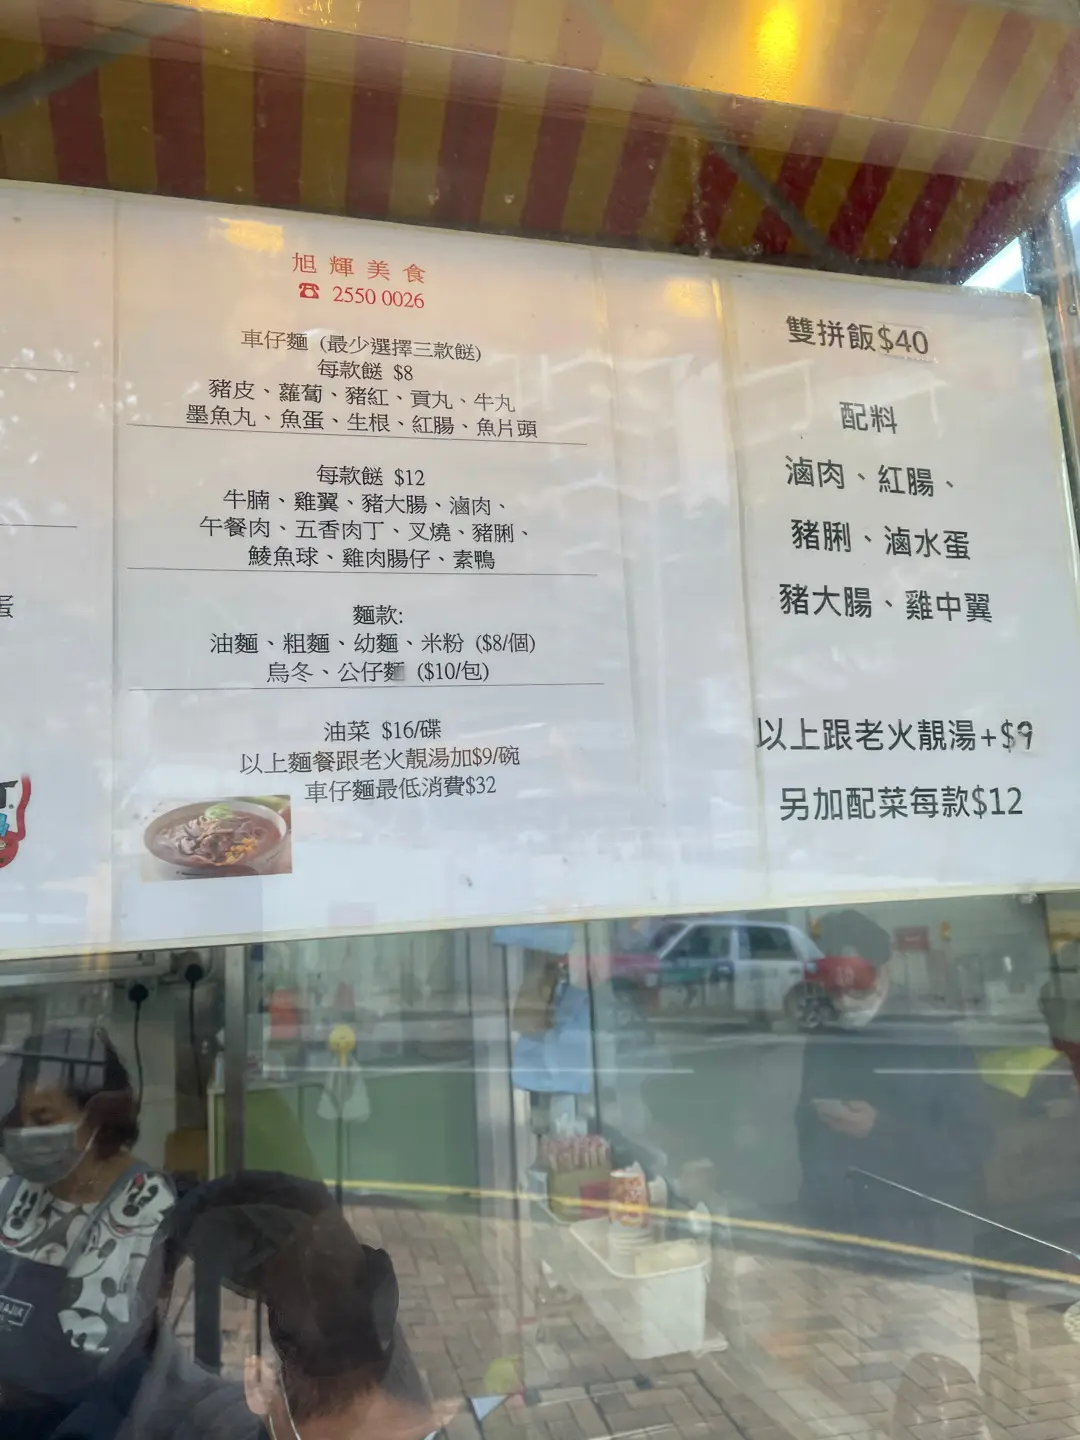 蛋
旭輝美食
☎ 2550 0026
車仔麵 (最少選擇三款餸)
每款餸 $8
豬皮、蘿蔔、豬紅、貢丸、牛丸
墨魚丸、魚蛋、生根、紅腸、魚片頭
每款餸 $12
牛腩、雞翼、豬大腸、滷肉、
午餐肉、五香肉丁、叉燒、豬脷、
鯪魚球、雞肉腸仔、素鴨
麵款:
油麵、粗麵、幼麵、米粉 ($8/個)
烏冬、公仔麵 ($10/包)
油菜 $16/碟
以上麵餐跟老火靚湯加$9/碗
車仔麵最低消費$32
雙拼飯$40
配料
滷肉、紅腸、
豬脷、滷水蛋
豬大腸、雞中翼
以上跟老火靚湯+$9
另加配菜每款$12